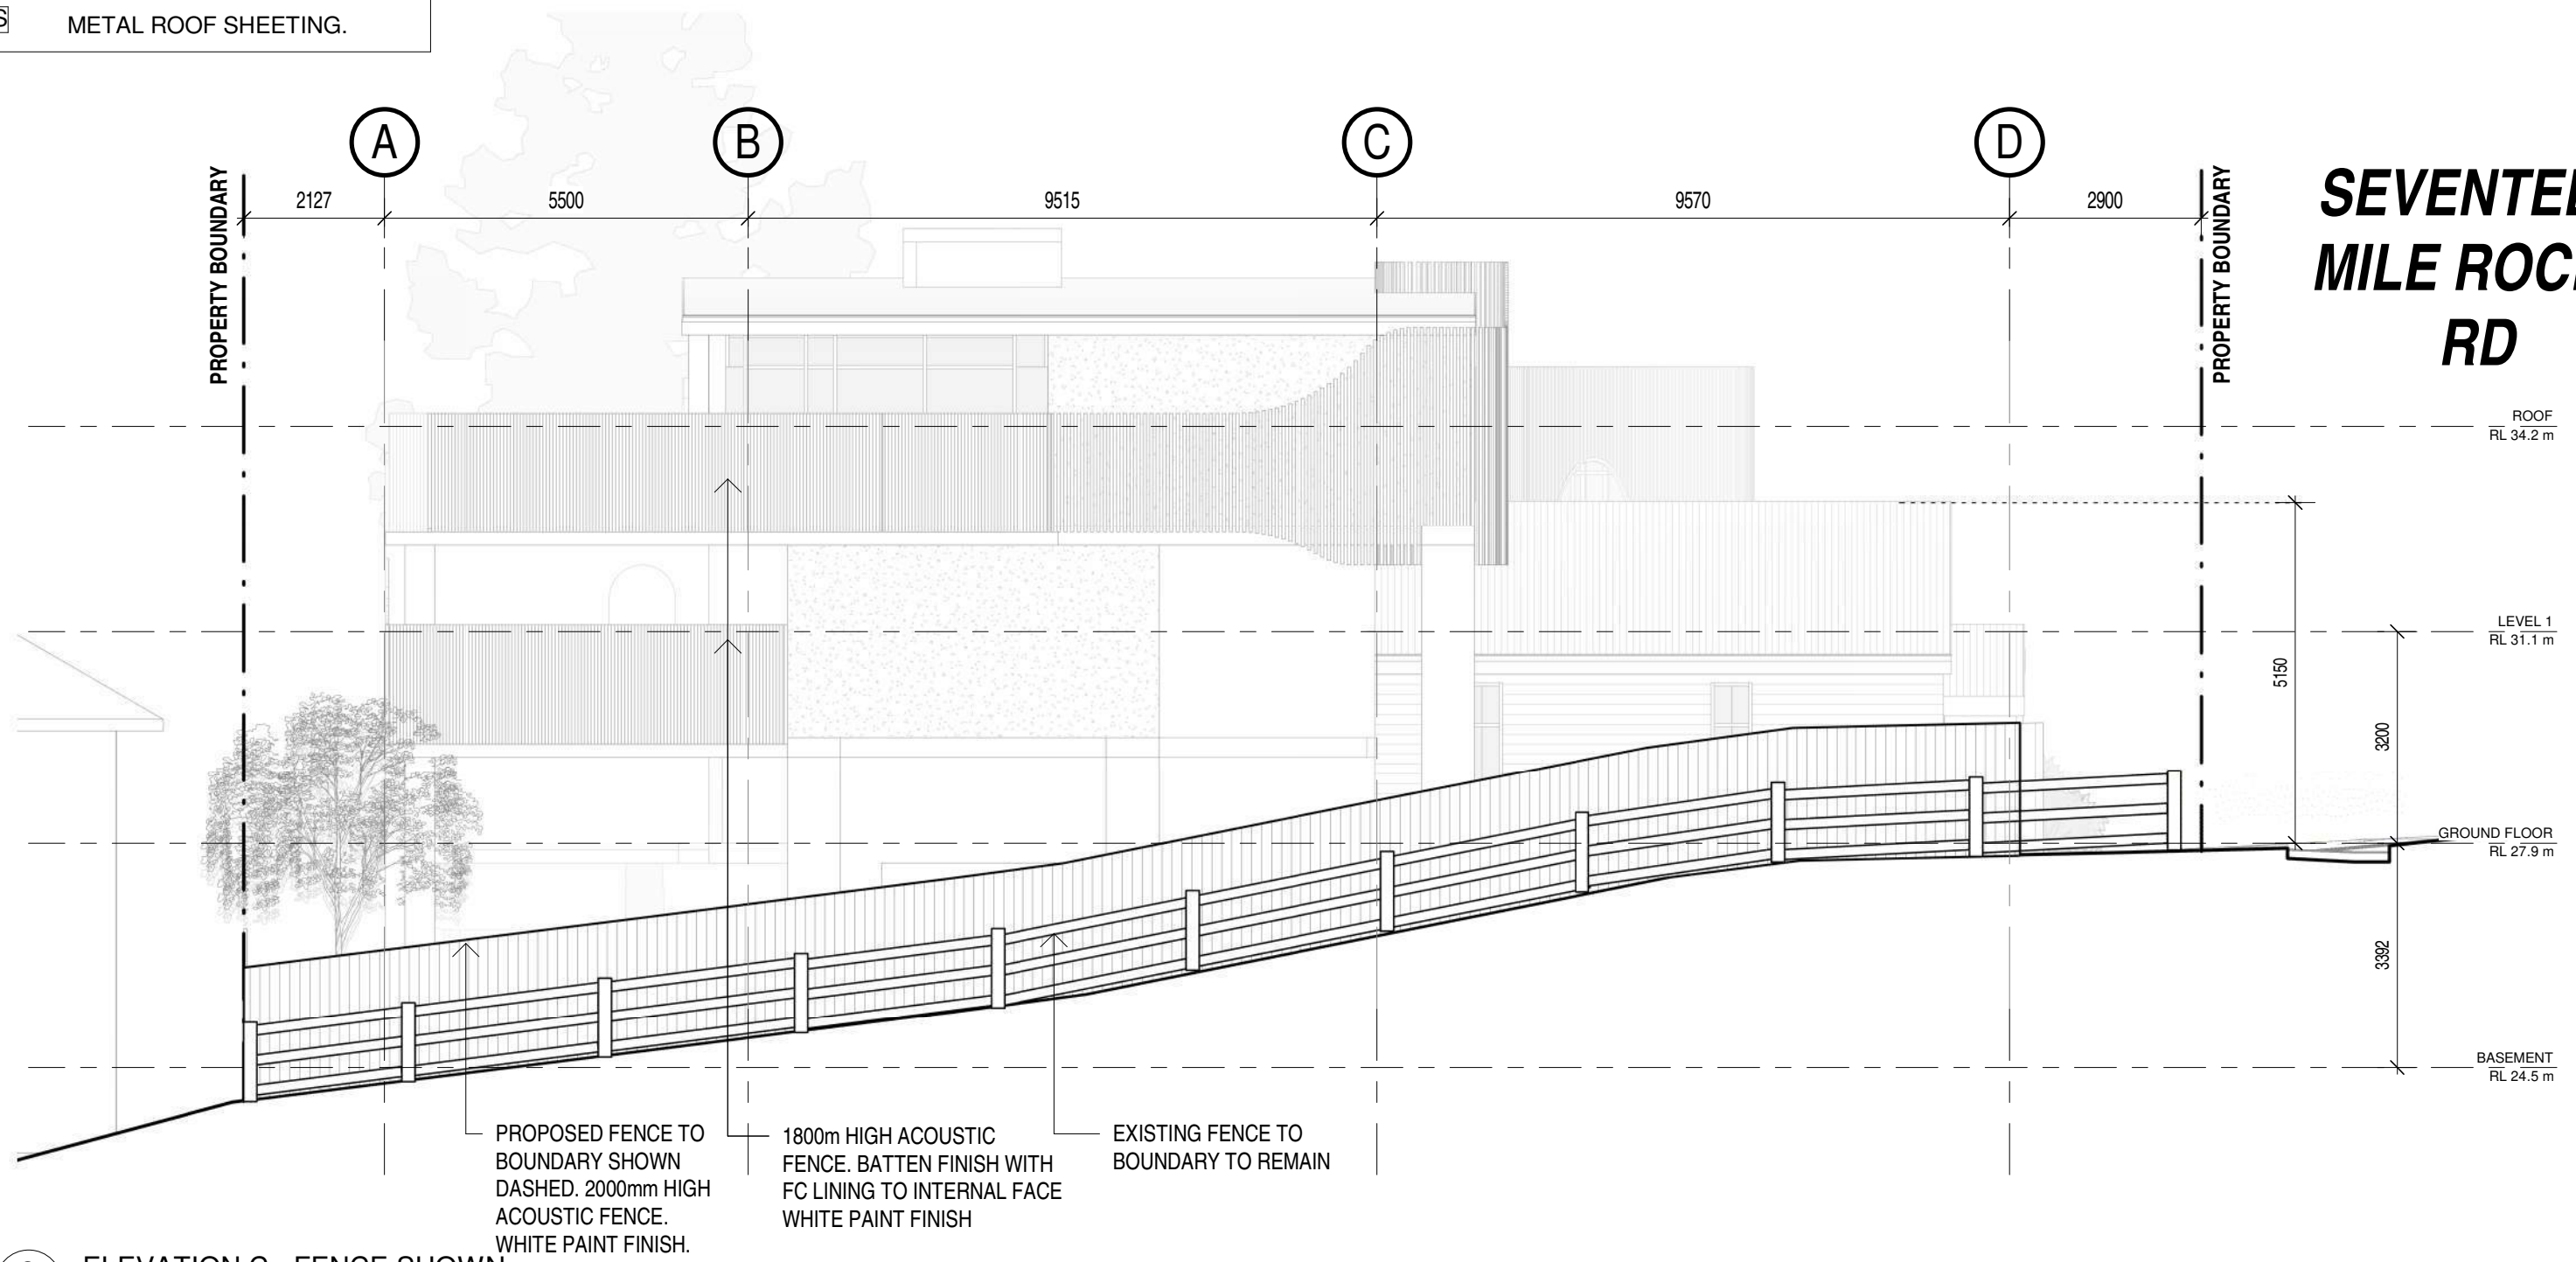 METAL ROOF SHEETING.
A
B
C
D
PROPERTY BOUNDARY
2127
5500
9515
9570
2900
PROPERTY BOUNDARY
MILE
RD
ROOF
RL 34.2 m
LEVEL 1
RL 31.1 m
5150
3200
GROUND FLOOR
RL 27.9 m
3392
BASEMENT
RL 24.5 m
PROPOSED FENCE TO
BOUNDARY SHOWN
DASHED. 2000mm HIGH
ACOUSTIC FENCE.
WHITE PAINT FINISH.
1800m HIGH ACOUSTIC
FENCE. BATTEN FINISH WITH
FC LINING TO INTERNAL FACE
WHITE PAINT FINISH
EXISTING FENCE TO
BOUNDARY TO REMAIN